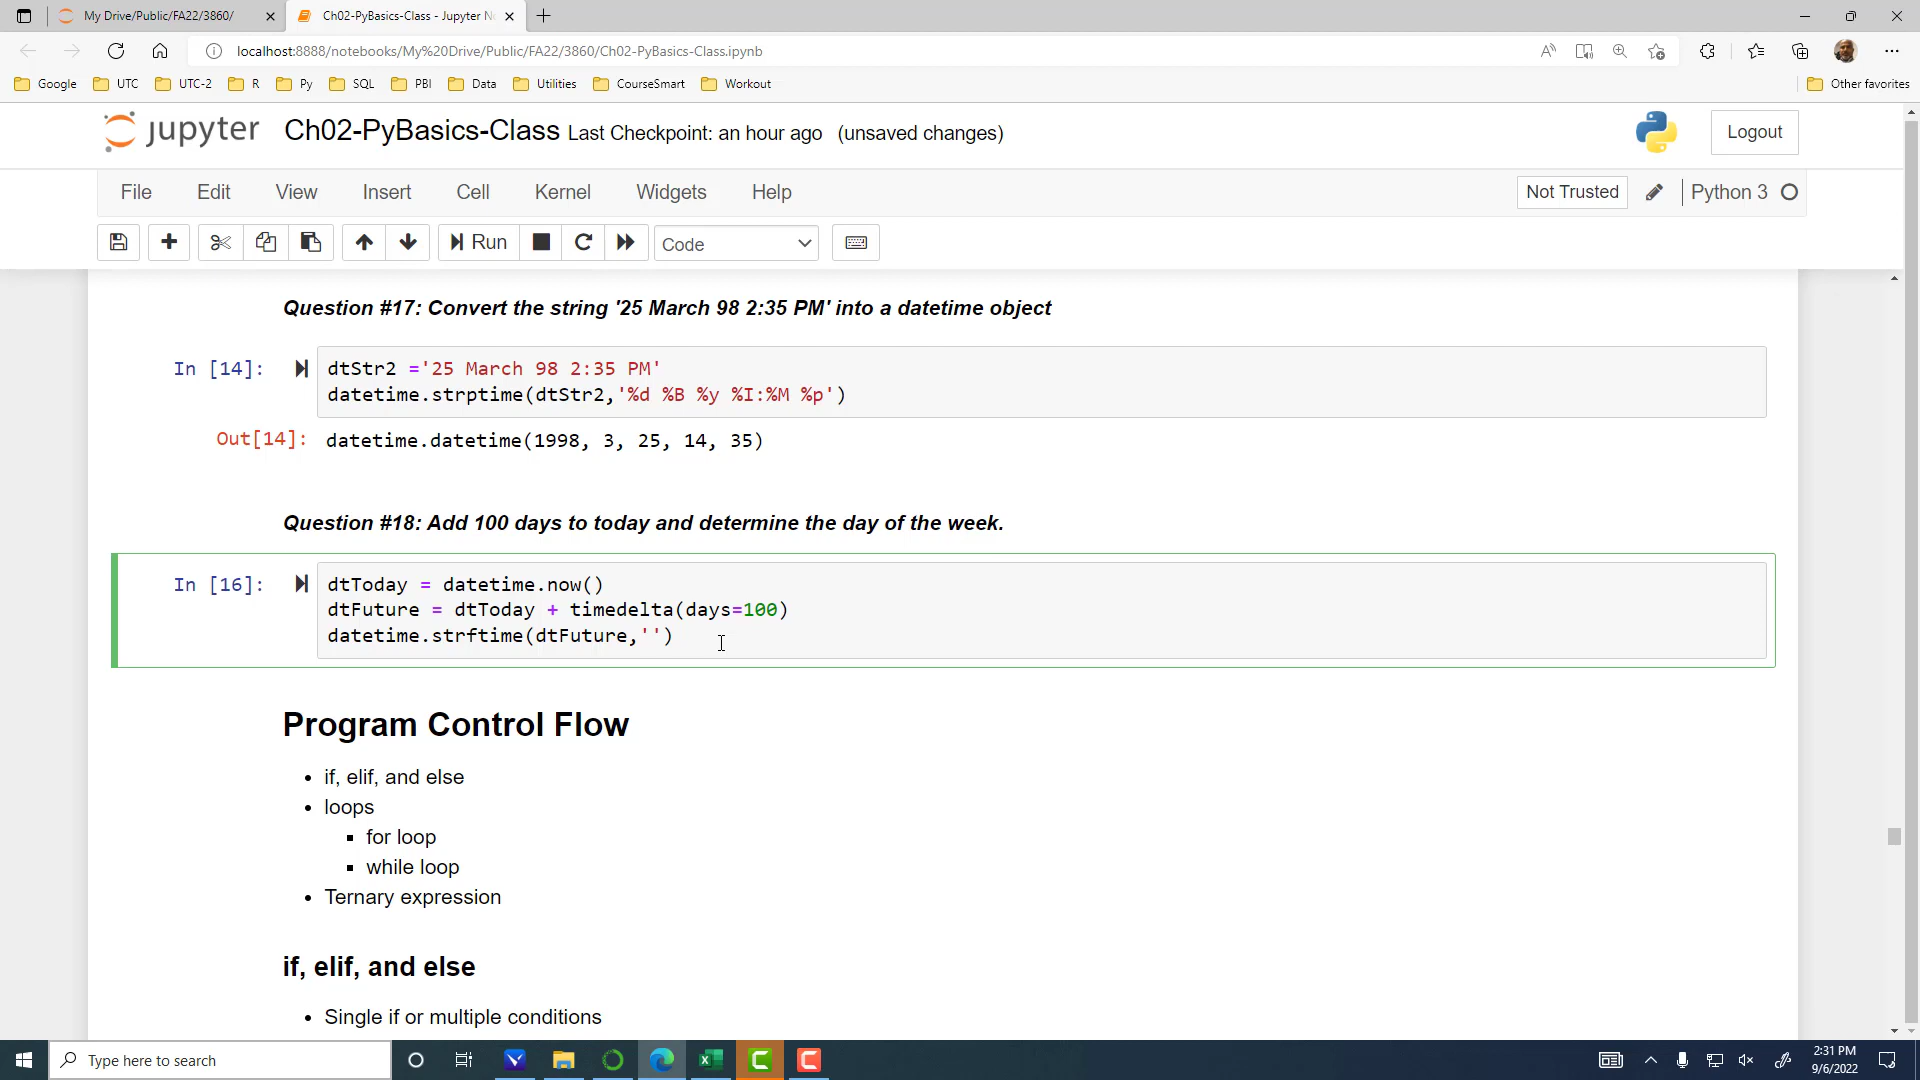 My Drive/Public/FA22/3860/
Ch02-PyBasics-Class - Jupyter N
localhost:8888/notebooks/My%20Drive/Public/FA22/3860/Ch02-PyBasics-Class.ipynb
Google UTC UTC-2 R Py SQL PBI Data Utilities CourseSmart Workout Other favorites
jupyter Ch02-PyBasics-Class Last Checkpoint: an hour ago (unsaved changes) Logout
File Edit View Insert Cell Kernel Widgets Help Not Trusted Python 3
Run Code
Question #17: Convert the string '25 March 98 2:35 PM' into a datetime object
In [14]: dtStr2 ='25 March 98 2:35 PM'
datetime.strptime(dtStr2,'%d %B %y %I:%M %p')
Out[14]: datetime.datetime(1998, 3, 25, 14, 35)
Question #18: Add 100 days to today and determine the day of the week.
In [16]: dtToday = datetime.now()
dtFuture = dtToday + timedelta(days=100)
datetime.strftime(dtFuture,'')
Program Control Flow
• if, elif, and else
• loops
▪ for loop
▪ while loop
• Ternary expression
if, elif, and else
• Single if or multiple conditions
Type here to search
2:31 PM
9/6/2022